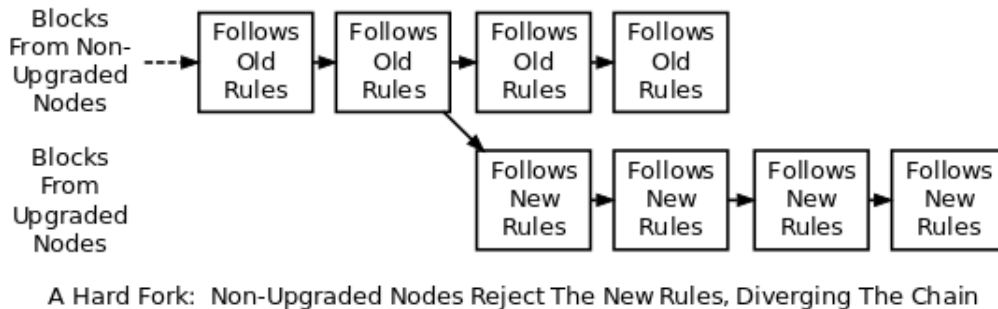 Blocks
From Non-
Upgraded
Nodes
Follows
Old
Rules
Follows
Old
Rules
Follows
Old
Rules
Follows
Old
Rules
Blocks
From
Upgraded
Nodes
Follows
New
Rules
Follows
New
Rules
Follows
New
Rules
Follows
New
Rules
A Hard Fork: Non-Upgraded Nodes Reject The New Rules, Diverging The Chain